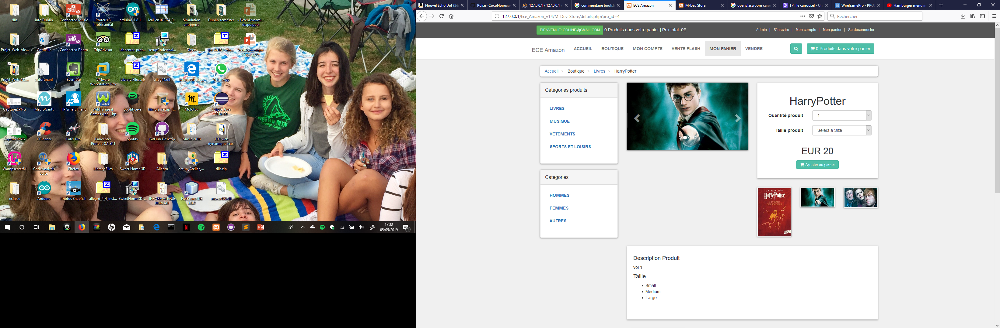 dlls
info Dublin
Connected Music
Proteus 8 Professional
arduino-1.8.1-...
ical-cn161974-9...
Simulation entreprise
Dublin semester
~$WebDynami... diapo.pptx
Projet-Web-Ale...
Corbeille
Connected Photo
TripAdvisor
labcenter-prot...
setupCodeAnal...
Divers
jre-8u181-win...
WebDynamique diapo.pptx
Projet-Web-Ma...
autorun.inf
Evernote
VMware Workstation Pro
Library FIles.zip
alleg44.dll
Microsoft Edge
WhatsApp
Capture2.PNG
MacroGantt
HP Smart Friend
WildTangent Games App - hp
Spotify.exe
filmora_setup_f...
Molotov
Eclipse Java 2018-09
Capture.PNG
CCleaner
Latis-Pro
Labcenter Proteus 8.1 SP1
Spotify
GitHub Desktop
Music 2018
TD1 web dynamique exos
Wampserver64
CodeAnalysis Suite
Firefox
Library FIles
Sweet Home 3D
Allegro
setup_Atelier_...
dlls.zip
eclipse
Arduino
Photos Snapfish
allegro_4_4_inst...
SweetHome3D-...
INFORMATIQUE BUREAU
NetBeans IDE 8.0.2
msvcr100.dll
GREENS MTN
running camp
17:33
05/05/2019
Nouvel Echo Dot (3è
Pulse · CocoNoireau
127.0.0.1 / 127.0.0.1 /
commentaire bootst
ECE Amazon
M-Dev Store
openclassroom carou
TP : le carrousel - Un
WireframePro - PRO
Hamburger menu in
127.0.0.1/Ece_Amazon_v14/M-Dev-Store/details.php?pro_id=4
Rechercher
BIENVENUE: COLINE@GMAIL.COM 0 Produits dans votre panier | Prix total: 0€
Admin | S'inscrire | Mon compte | Mon panier | Se deconnecter
ECE Amazon ACCUEIL BOUTIQUE MON COMPTE VENTE FLASH MON PANIER VENDRE
0 Produits dans votre panier
Accueil > Boutique > Livres > HarryPotter
Categories produits
LIVRES
MUSIQUE
VETEMENTS
SPORTS ET LOISIRS
Categories
HOMMES
FEMMES
AUTRES
HarryPotter
Quantité produit 1
Taille produit Select a Size
EUR 20
Ajouter au panier
J.K. ROWLING
Harry Potter
A L'ÉCOLE
DES SORCIERS
Description Produit
vol 1
Taille
Small
Medium
Large